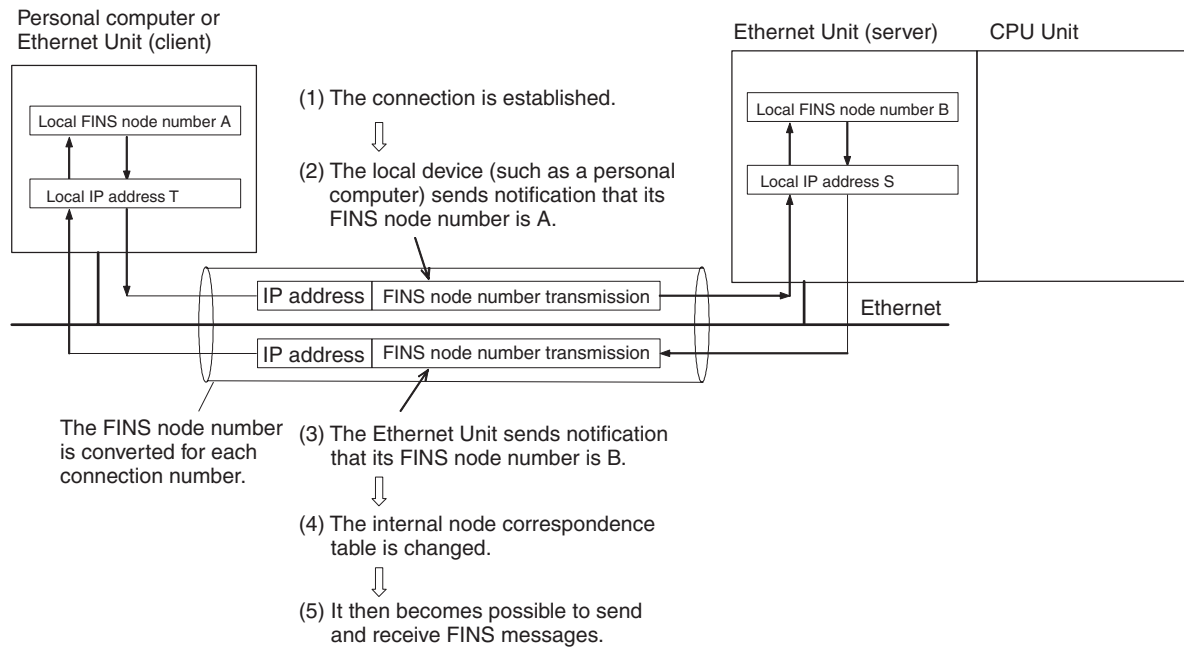 Personal computer or
Ethernet Unit (client)
Ethernet Unit (server)
CPU Unit
Local FINS node number A
Local IP address T
(1) The connection is established.
(2) The local device (such as a personal
computer) sends notification that its
FINS node number is A.
Local FINS node number B
Local IP address S
IP address
FINS node number transmission
Ethernet
IP address
FINS node number transmission
The FINS node number
is converted for each
connection number.
(3) The Ethernet Unit sends notification
that its FINS node number is B.
(4) The internal node correspondence
table is changed.
(5) It then becomes possible to send
and receive FINS messages.